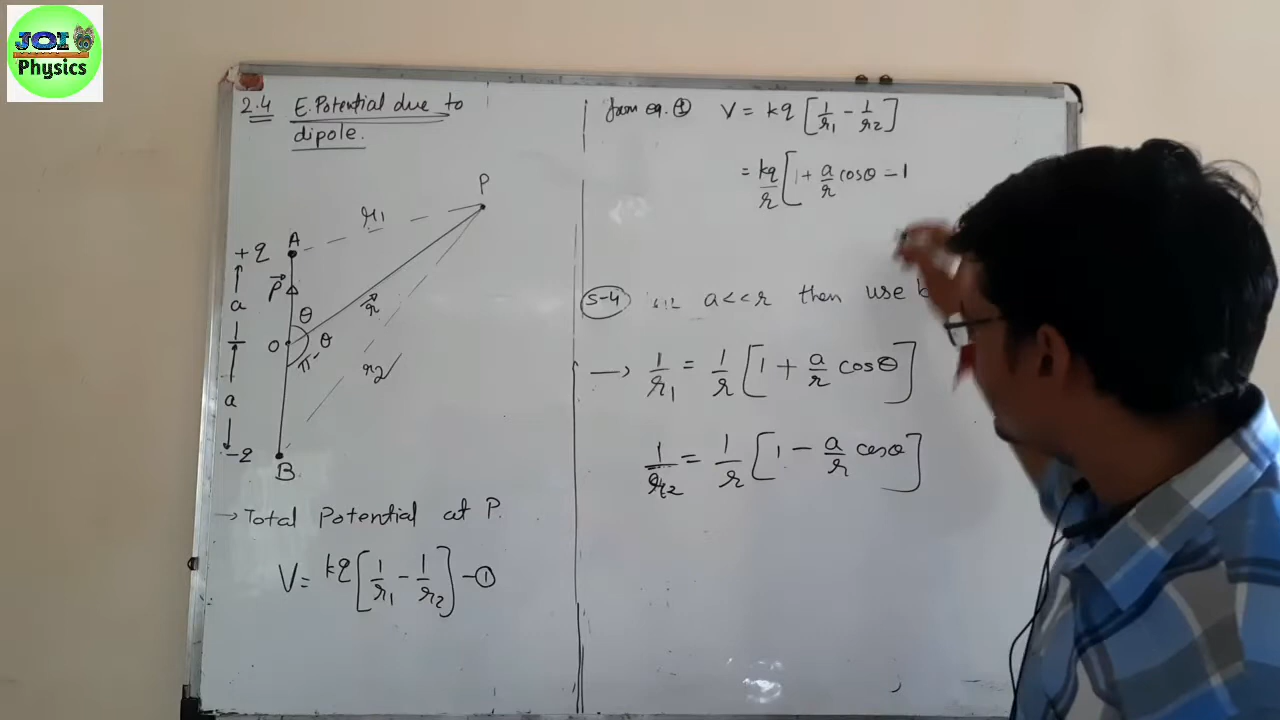 JOI
Physics
2.4 E.Potential due to
dipole.
P
r₁
+q A
P⃗
a
θ
r⃗
O
π-θ
r₂
a
-q
B
→ Total Potential at P.
V = kq [1/r₁ - 1/r₂] -①
from eq. ① V = kq [1/r₁ - 1/r₂]
= kq/r [1 + a/r cosθ - 1
S-4 a<<r then use
→ 1/r₁ = 1/r [1 + a/r cosθ]
1/r₂ = 1/r [1 - a/r cosθ]